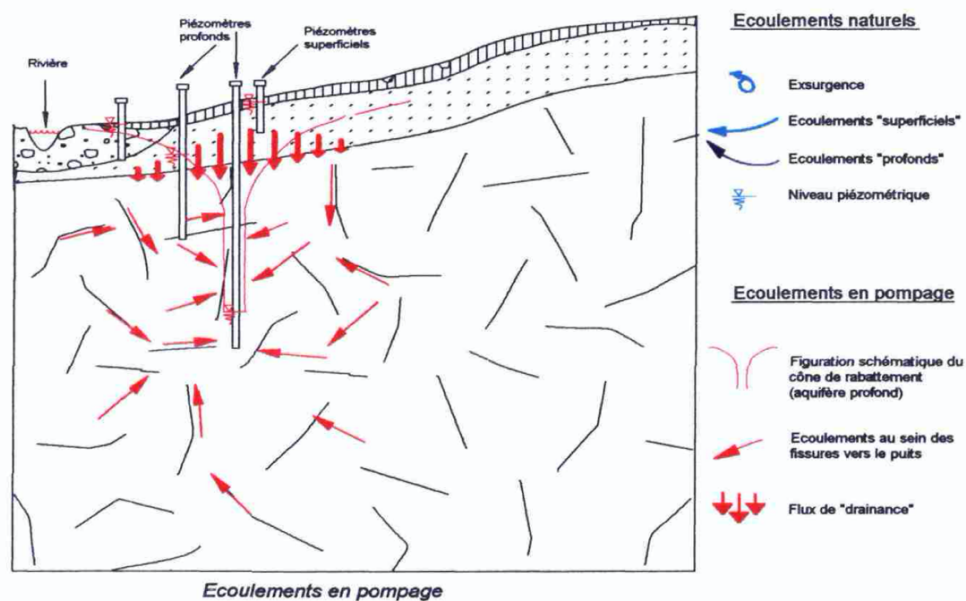 Piézomètres
profonds
Piézomètres
superficiels
Rivière
Ecoulements en pompage
Ecoulements naturels
Exsurgence
Ecoulements "superficiels"
Ecoulements "profonds"
Niveau piézométrique
Ecoulements en pompage
Figuration schématique du
cône de rabattement
(aquifère profond)
Ecoulements au sein des
fissures vers le puits
Flux de "drainance"